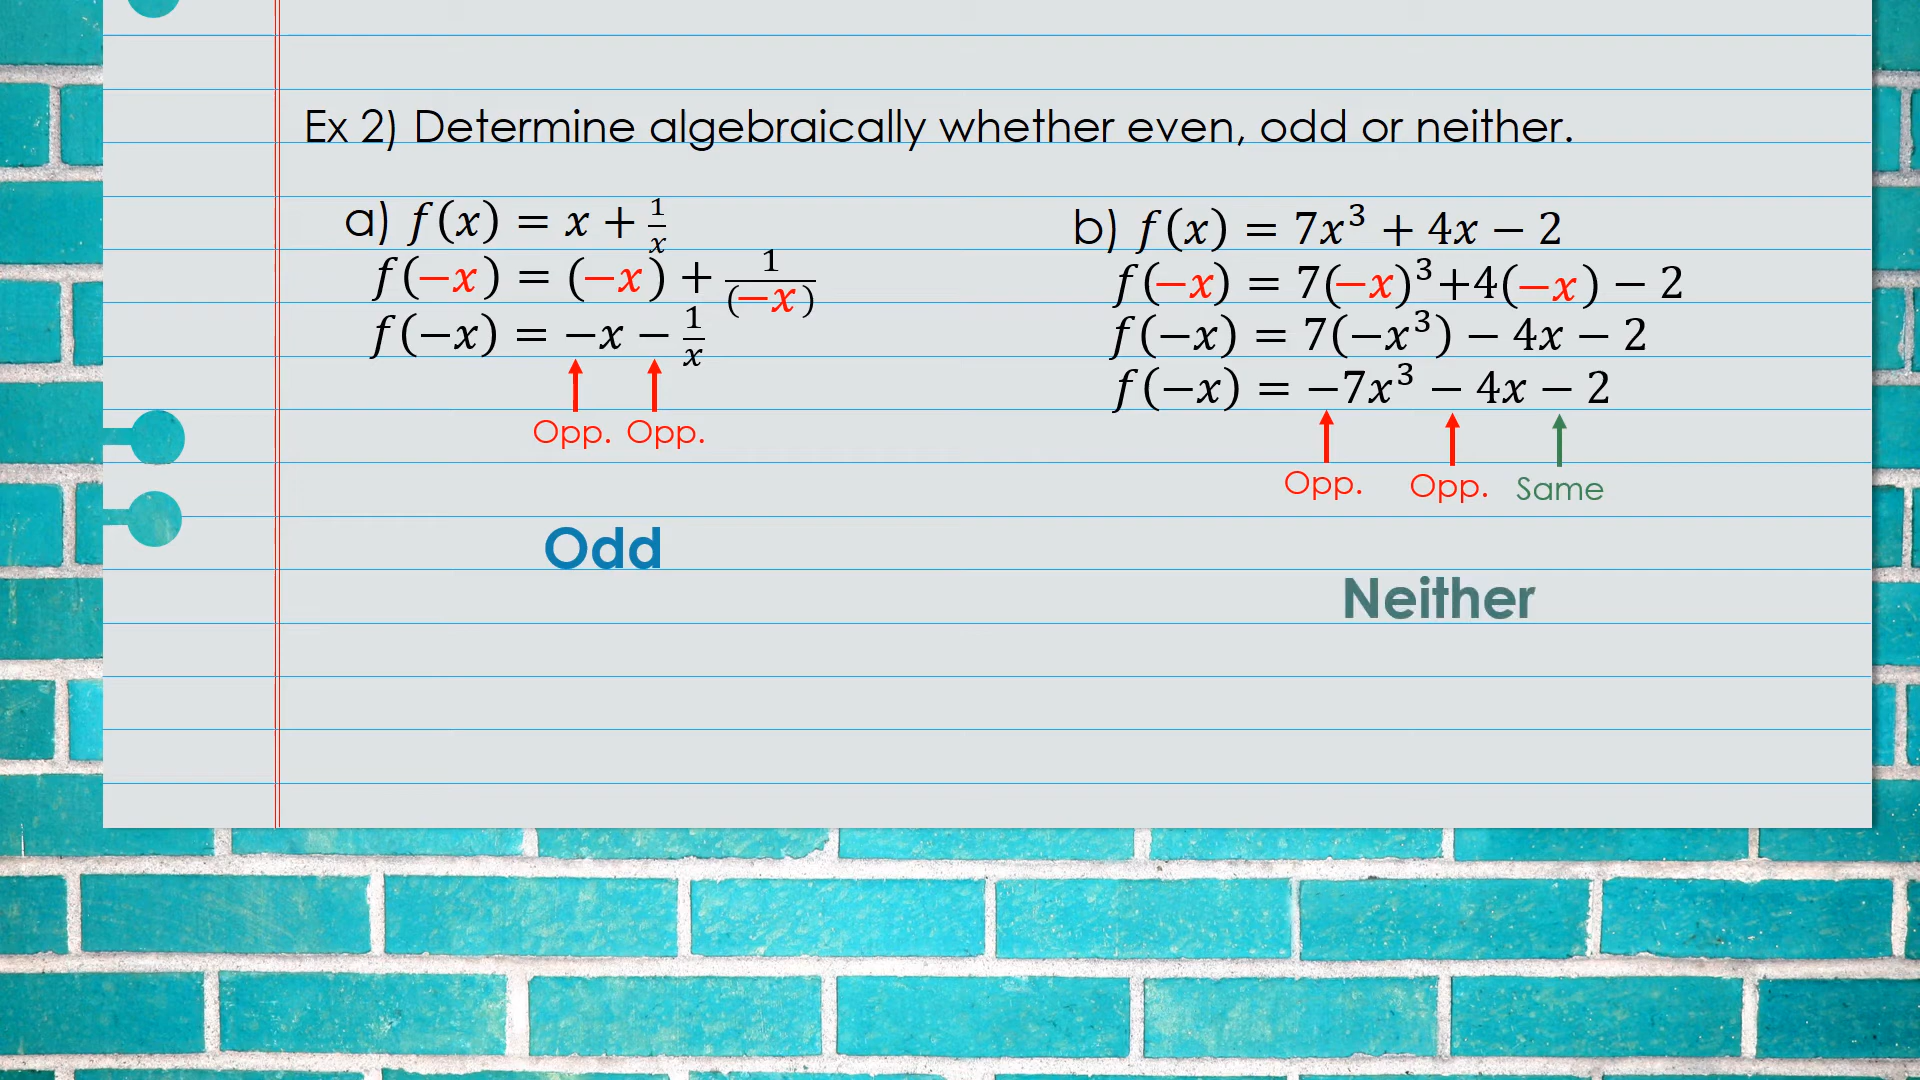 Ex 2) Determine algebraically whether even, odd or neither.
a) f(x) = x + 1/x
f(−x) = (−x) + 1/(−x)
f(−x) = −x − 1/x
Opp. Opp.
Odd
b) f(x) = 7x³ + 4x − 2
f(−x) = 7(−x)³+4(−x) − 2
f(−x) = 7(−x³) − 4x − 2
f(−x) = −7x³ − 4x − 2
Opp. Opp. Same
Neither